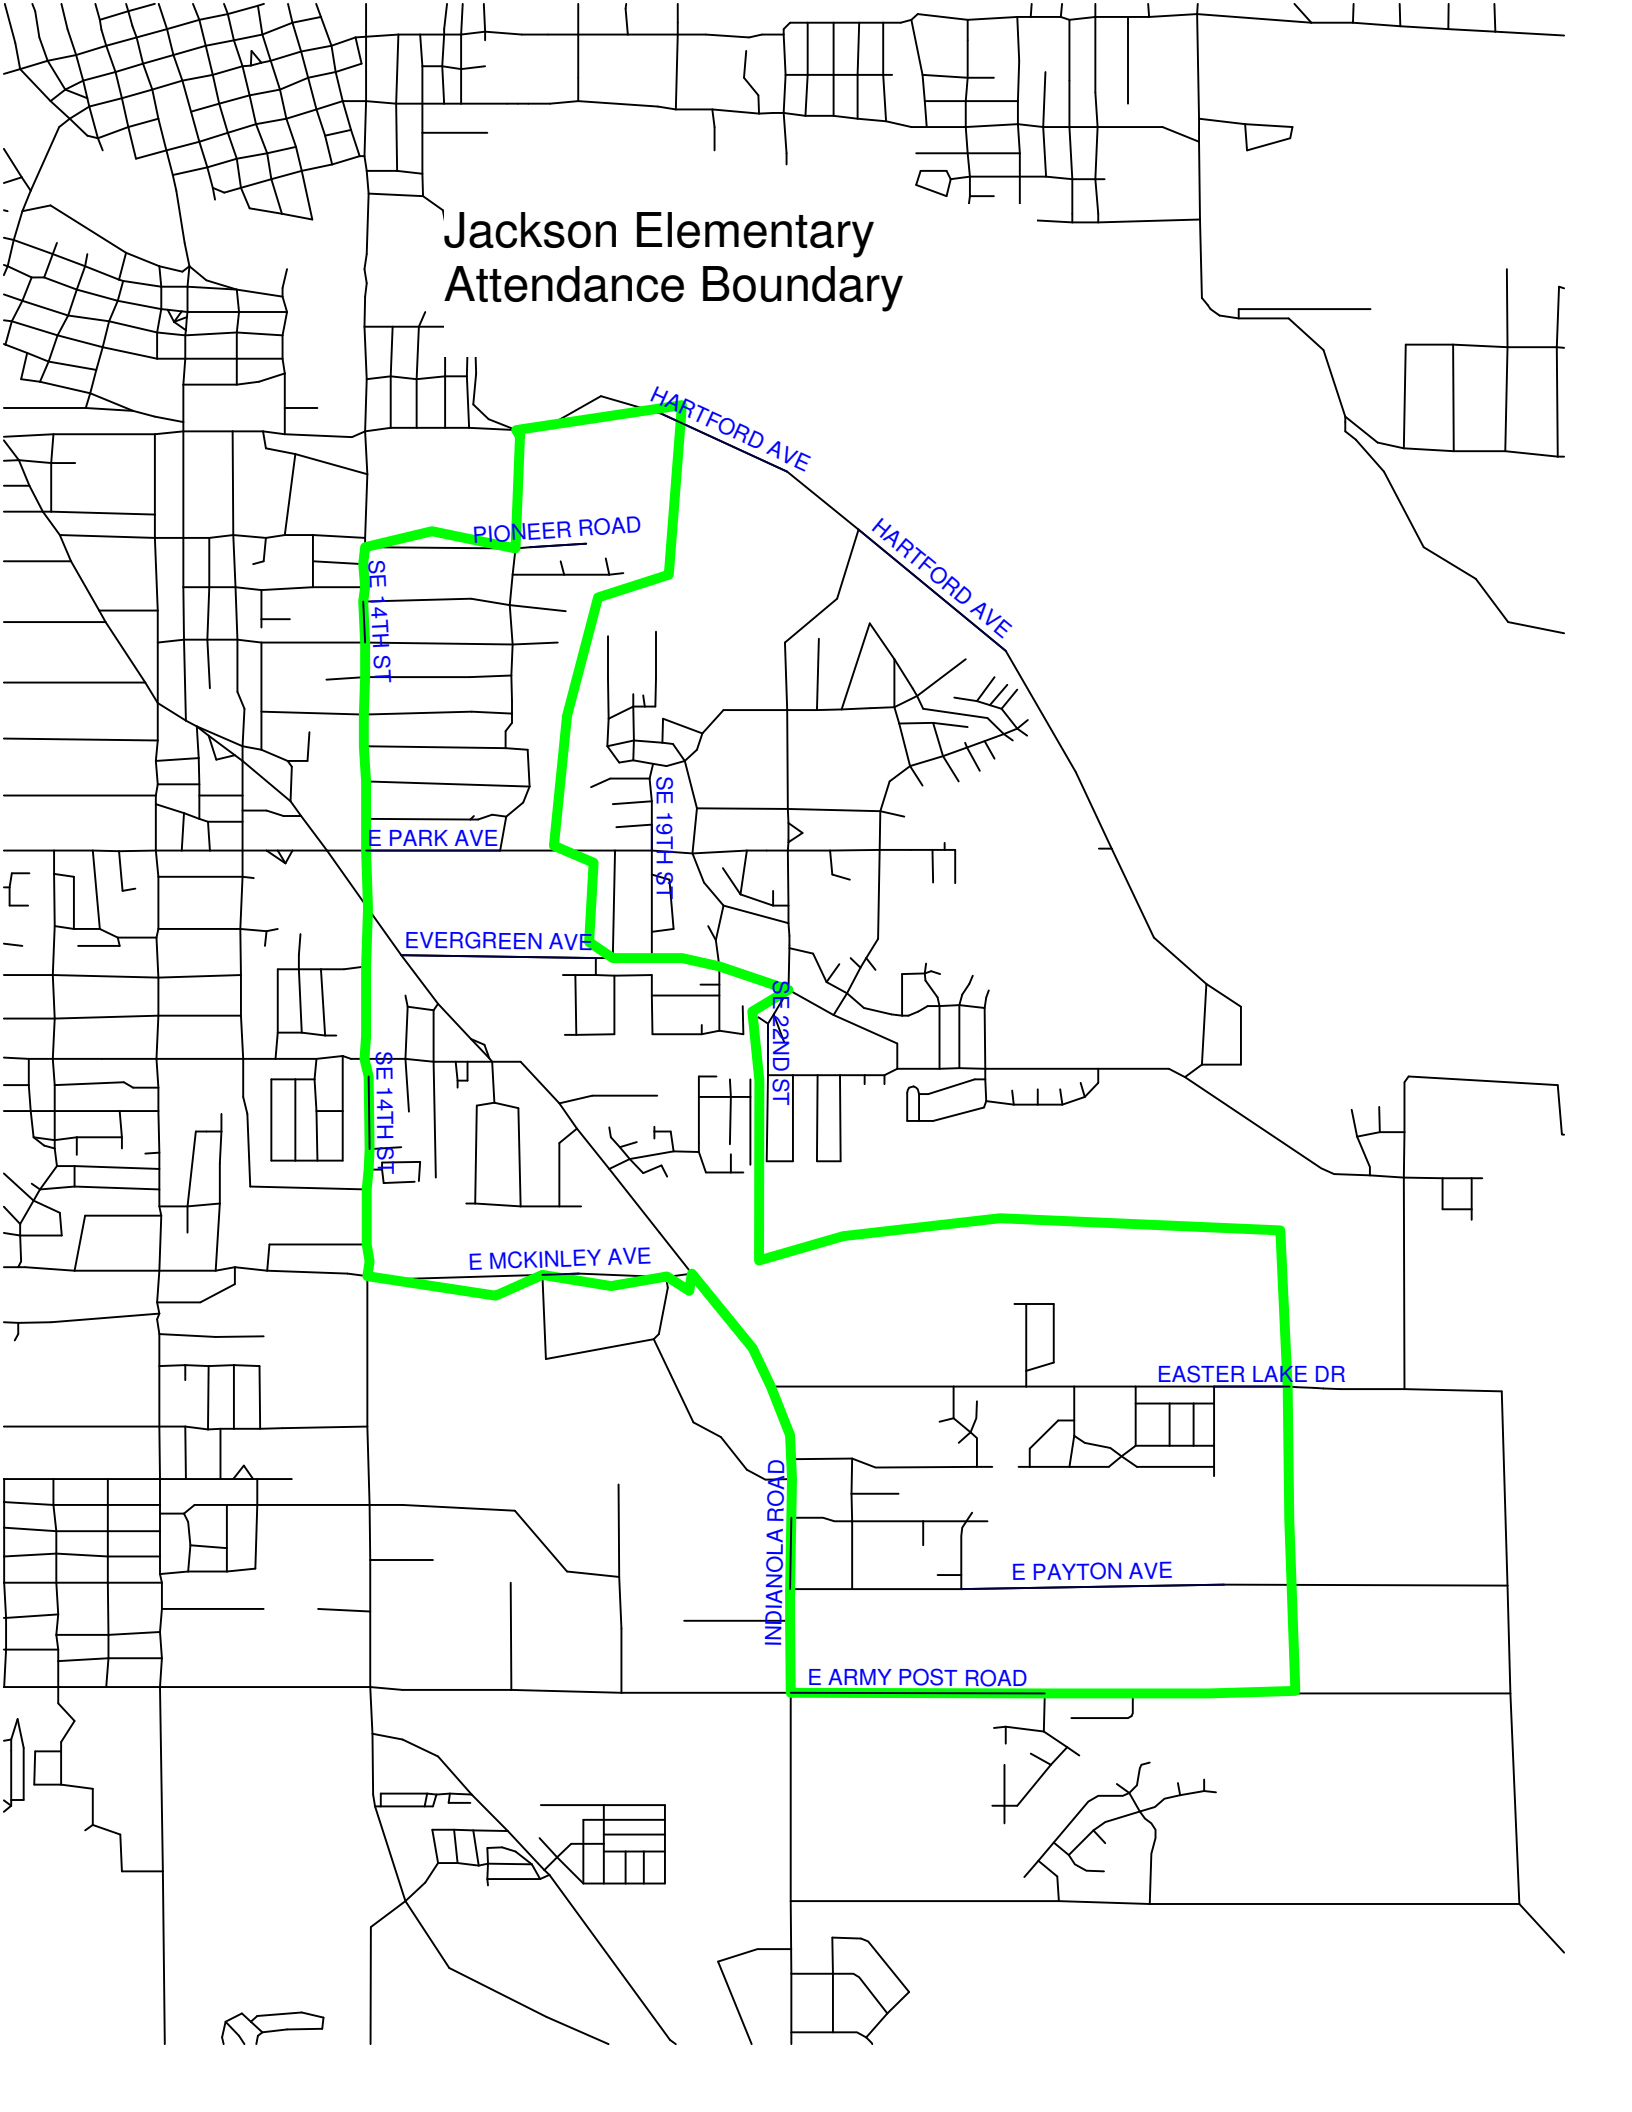 Jackson Elementary
Attendance Boundary
HARTFORD AVE
HARTFORD AVE
PIONEER ROAD
SE 14TH ST
SE 19TH ST
E PARK AVE
EVERGREEN AVE
SE 22ND ST
SE 14TH ST
E MCKINLEY AVE
EASTER LAKE DR
INDIANOLA ROAD
E PAYTON AVE
E ARMY POST ROAD